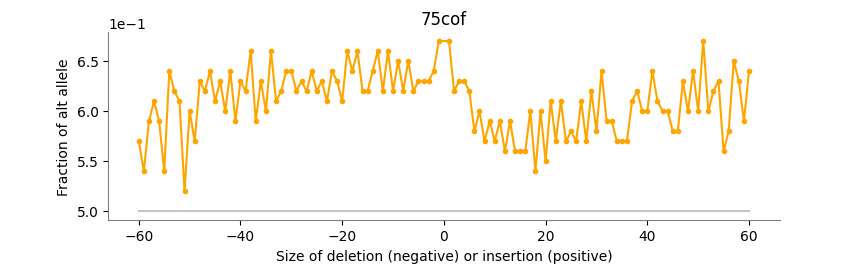 75cof
1e−1
Fraction of alt allele
6.5
6.0
5.5
5.0
−60 −40 −20 0 20 40 60
Size of deletion (negative) or insertion (positive)